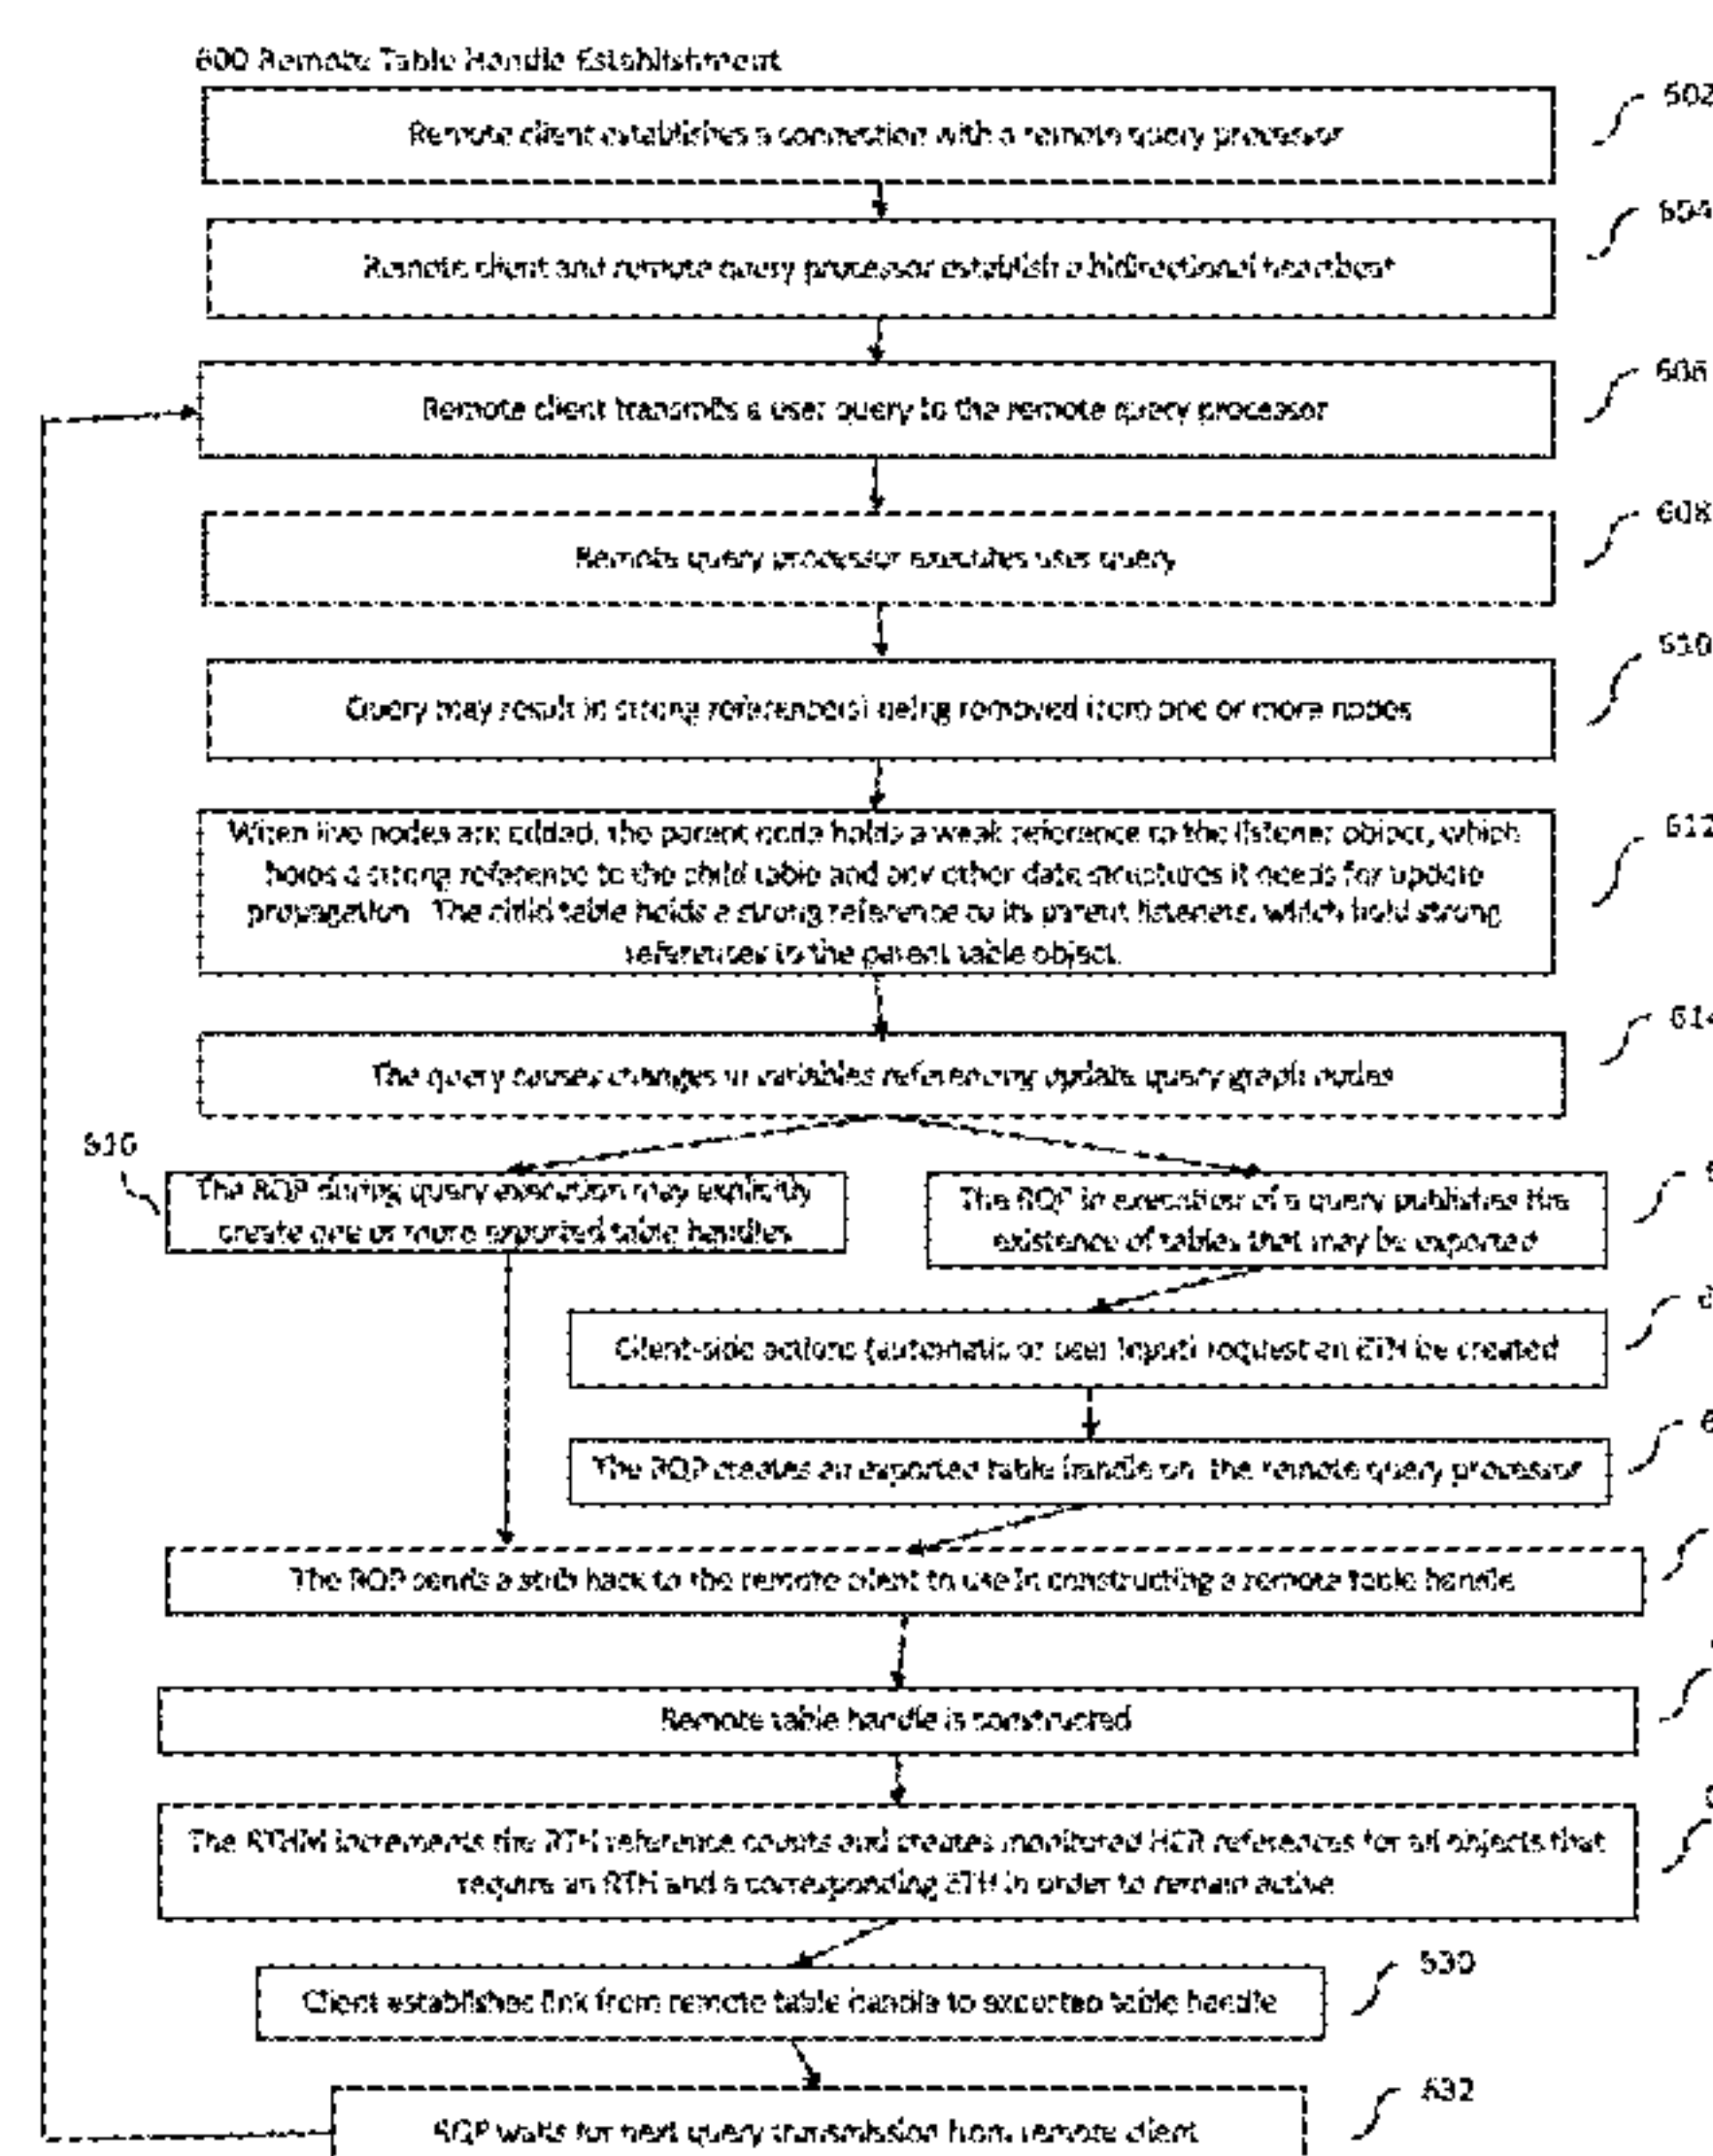 600 Remote Table Handle Establishment
602
Remote client establishes a connection with a remote query processor
604
Remote client and remote query processor establish a bidirectional heartbeat
606
Remote client transmits a user query to the remote query processor
608
Remote query processor executes user query
610
Query may result in strong reference(s) being removed from one or more nodes
612
When live nodes are added, the parent node holds a weak reference to the listener object, which
holds a strong reference to the child table and any other data structures it needs for update
propagation. The child table holds a strong reference to its parent listeners, which hold strong
references to the parent table object.
614
The query causes changes in variables referencing update query graph nodes
616
The RQP during query execution may explicitly
create one or more exported table handles
The RQP in execution of a query publishes the
existence of tables that may be exported
Client-side actions (automatic or user input) request an ETH be created
The RQP creates an exported table handle on the remote query processor
The RQP sends a stub back to the remote client to use in constructing a remote table handle
Remote table handle is constructed
The RTHM increments the RTH reference counts and creates monitored HCR references for all objects that
require an RTH and a corresponding ETH in order to remain active
630
Client establishes link from remote table handle to exported table handle
632
RQP waits for next query transmission from remote client